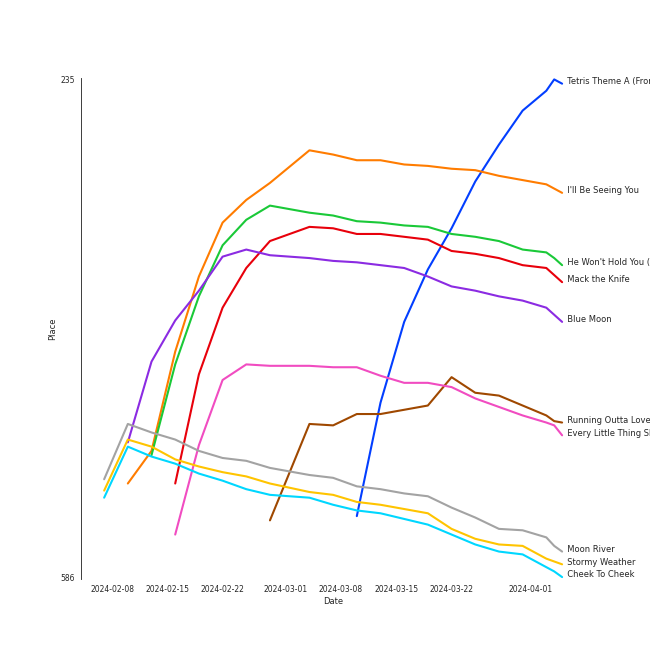 235
Tetris Theme A (From
I'll Be Seeing You
He Won't Hold You (
Mack the Knife
Place
Blue Moon
Running Outta Love
Every Little Thing S
Moon River
Stormy Weather
586
Cheek To Cheek
2024-02-08 2024-02-15 2024-02-22 2024-03-01 2024-03-08 2024-03-15 2024-03-22 2024-04-01
Date